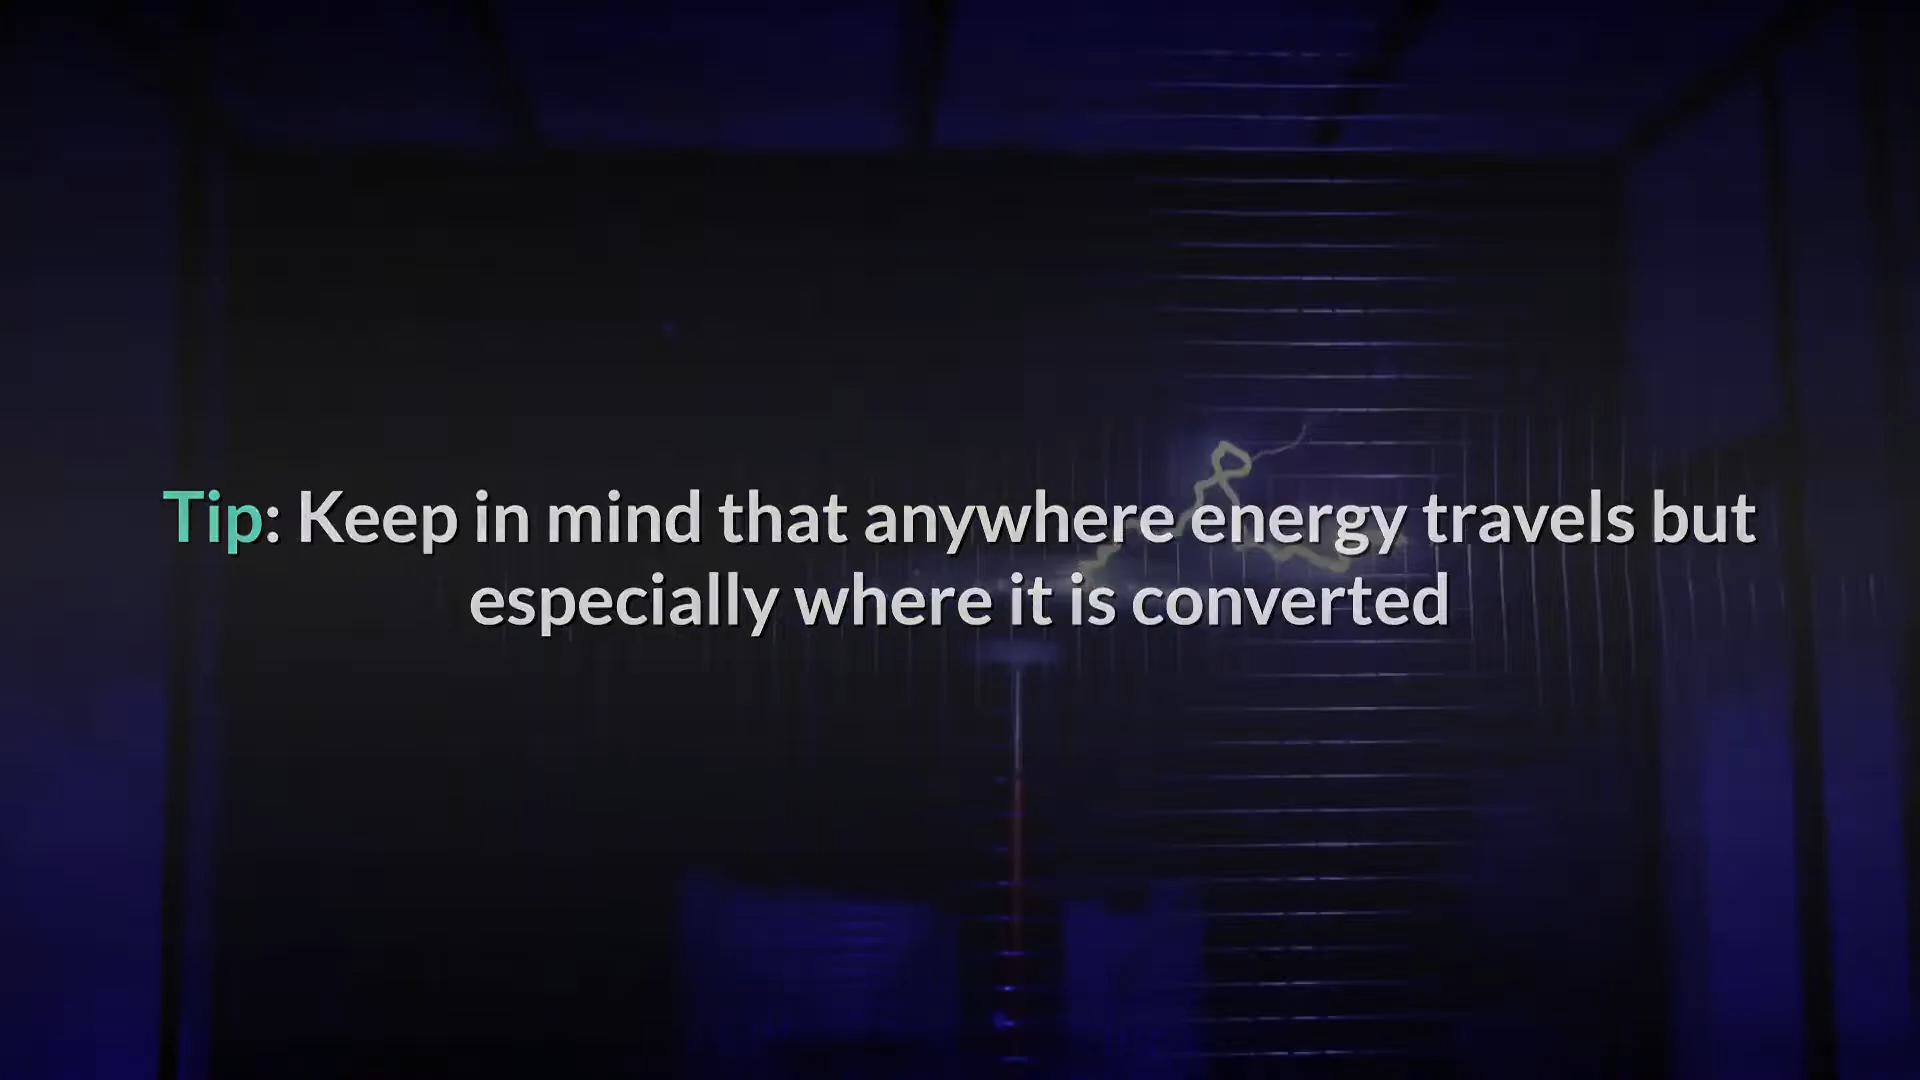 Tip: Keep in mind that anywhere energy travels but
especially where it is converted